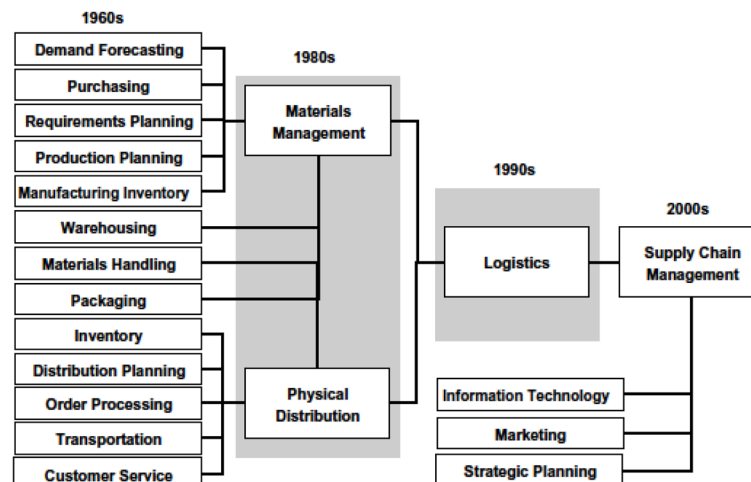 1960s
Demand Forecasting
Purchasing
Requirements Planning
Production Planning
Manufacturing Inventory
Warehousing
Materials Handling
Packaging
Inventory
Distribution Planning
Order Processing
Transportation
Customer Service
1980s
Materials
Management
Physical
Distribution
1990s
Logistics
2000s
Supply Chain
Management
Information Technology
Marketing
Strategic Planning